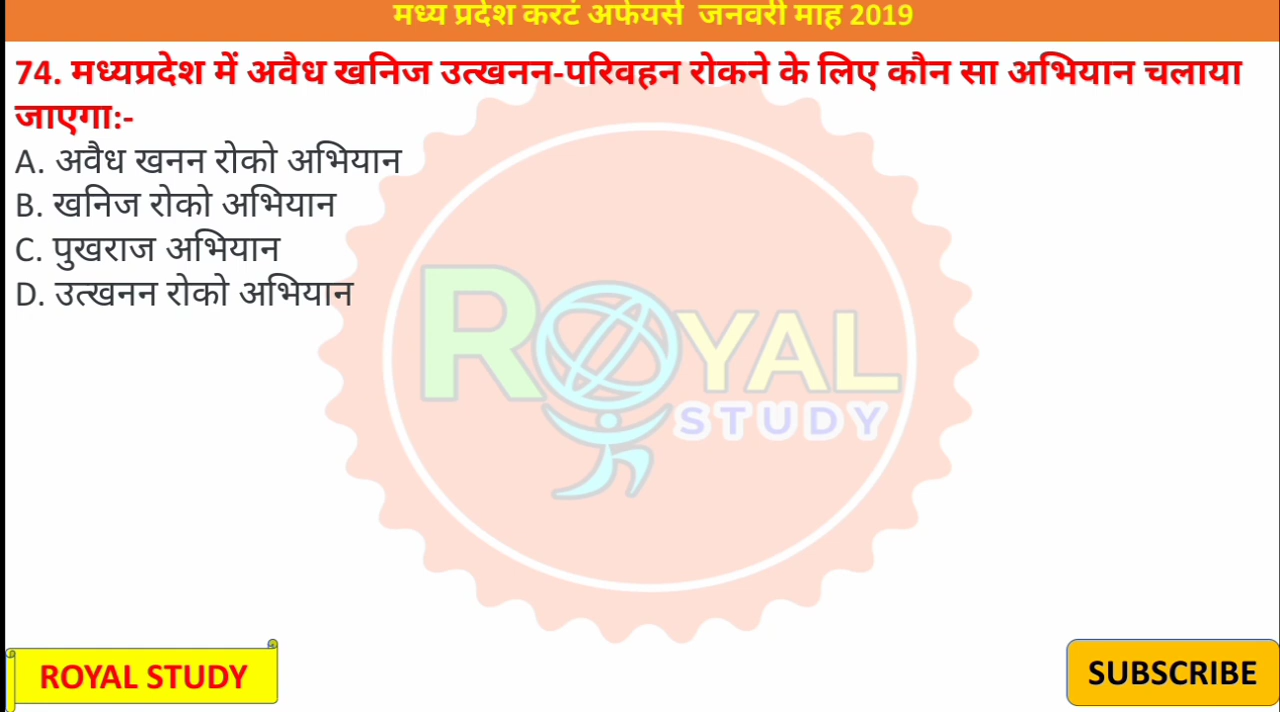 मध्य प्रदेश करटं अफेयर्स जनवरी माह 2019
74. मध्यप्रदेश में अवैध खनिज उत्खनन-परिवहन रोकने के लिए कौन सा अभियान चलाया
जाएगा:-
A. अवैध खनन रोको अभियान
B. खनिज रोको अभियान
C. पुखराज अभियान
D. उत्खनन रोको अभियान
ROYAL
STUDY
ROYAL STUDY
SUBSCRIBE